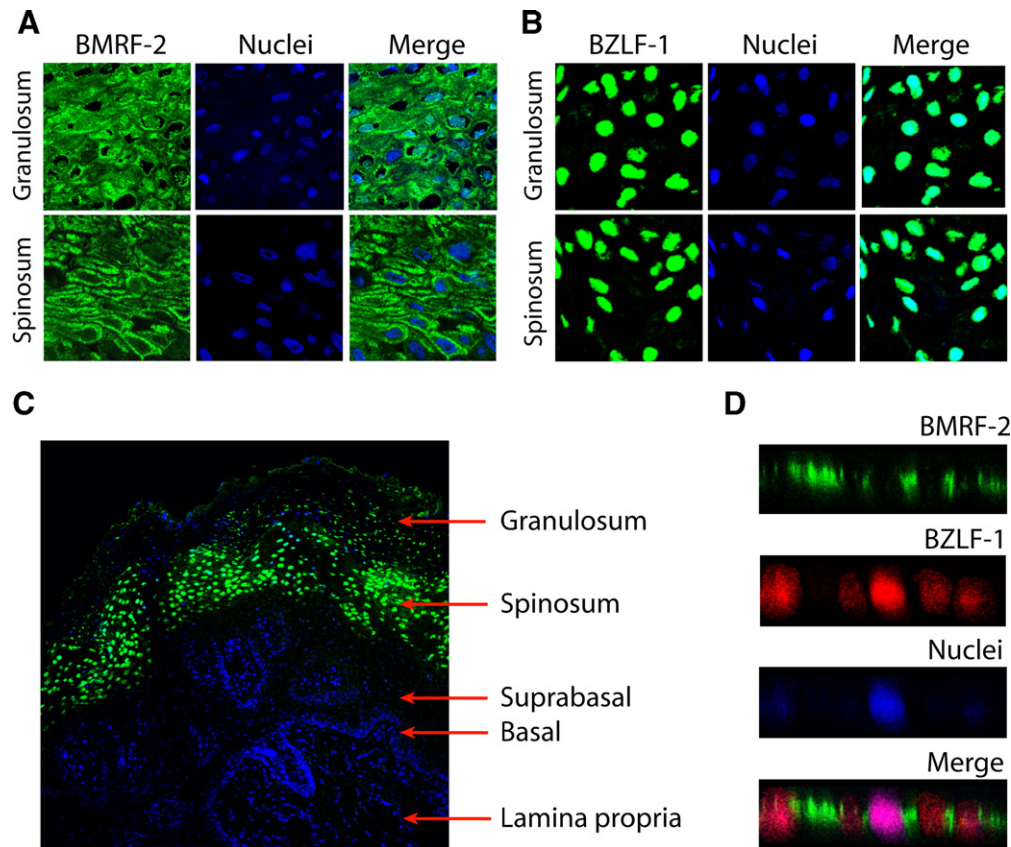 A
BMRF-2 Nuclei Merge
Granulosum
Spinosum
B
BZLF-1 Nuclei Merge
Granulosum
Spinosum
C
Granulosum
Spinosum
Suprabasal
Basal
Lamina propria
D
BMRF-2
BZLF-1
Nuclei
Merge